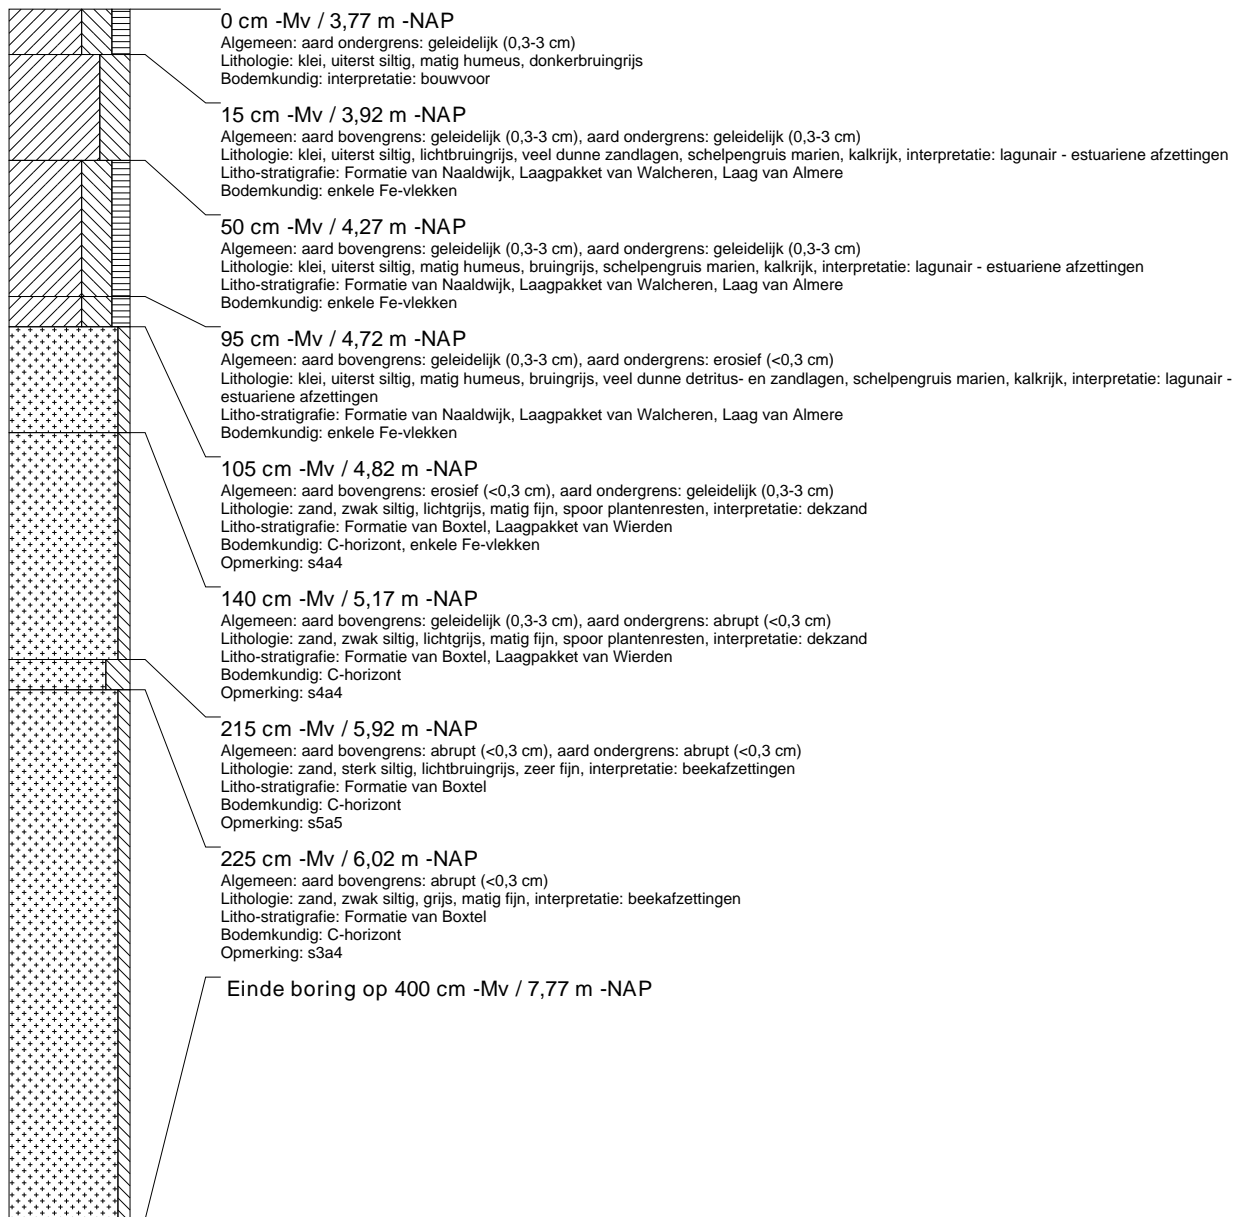 0 cm -Mv / 3,77 m -NAP
Algemeen: aard ondergrens: geleidelijk (0,3-3 cm)
Lithologie: klei, uiterst siltig, matig humeus, donkerbruingrijs
Bodemkundig: interpretatie: bouwvoor
15 cm -Mv / 3,92 m -NAP
Algemeen: aard bovengrens: geleidelijk (0,3-3 cm), aard ondergrens: geleidelijk (0,3-3 cm)
Lithologie: klei, uiterst siltig, lichtbruingrijs, veel dunne zandlagen, schelpengruis marien, kalkrijk, interpretatie: lagunair - estuariene afzettingen
Litho-stratigrafie: Formatie van Naaldwijk, Laagpakket van Walcheren, Laag van Almere
Bodemkundig: enkele Fe-vlekken
50 cm -Mv / 4,27 m -NAP
Algemeen: aard bovengrens: geleidelijk (0,3-3 cm), aard ondergrens: geleidelijk (0,3-3 cm)
Lithologie: klei, uiterst siltig, matig humeus, bruingrijs, schelpengruis marien, kalkrijk, interpretatie: lagunair - estuariene afzettingen
Litho-stratigrafie: Formatie van Naaldwijk, Laagpakket van Walcheren, Laag van Almere
Bodemkundig: enkele Fe-vlekken
95 cm -Mv / 4,72 m -NAP
Algemeen: aard bovengrens: geleidelijk (0,3-3 cm), aard ondergrens: erosief (<0,3 cm)
Lithologie: klei, uiterst siltig, matig humeus, bruingrijs, veel dunne detritus- en zandlagen, schelpengruis marien, kalkrijk, interpretatie: lagunair -
estuariene afzettingen
Litho-stratigrafie: Formatie van Naaldwijk, Laagpakket van Walcheren, Laag van Almere
Bodemkundig: enkele Fe-vlekken
105 cm -Mv / 4,82 m -NAP
Algemeen: aard bovengrens: erosief (<0,3 cm), aard ondergrens: geleidelijk (0,3-3 cm)
Lithologie: zand, zwak siltig, lichtgrijs, matig fijn, spoor plantenresten, interpretatie: dekzand
Litho-stratigrafie: Formatie van Boxtel, Laagpakket van Wierden
Bodemkundig: C-horizont, enkele Fe-vlekken
Opmerking: s4a4
140 cm -Mv / 5,17 m -NAP
Algemeen: aard bovengrens: geleidelijk (0,3-3 cm), aard ondergrens: abrupt (<0,3 cm)
Lithologie: zand, zwak siltig, lichtgrijs, matig fijn, spoor plantenresten, interpretatie: dekzand
Litho-stratigrafie: Formatie van Boxtel, Laagpakket van Wierden
Bodemkundig: C-horizont
Opmerking: s4a4
215 cm -Mv / 5,92 m -NAP
Algemeen: aard bovengrens: abrupt (<0,3 cm), aard ondergrens: abrupt (<0,3 cm)
Lithologie: zand, sterk siltig, lichtbruingrijs, zeer fijn, interpretatie: beekafzettingen
Litho-stratigrafie: Formatie van Boxtel
Bodemkundig: C-horizont
Opmerking: s5a5
225 cm -Mv / 6,02 m -NAP
Algemeen: aard bovengrens: abrupt (<0,3 cm)
Lithologie: zand, zwak siltig, grijs, matig fijn, interpretatie: beekafzettingen
Litho-stratigrafie: Formatie van Boxtel
Bodemkundig: C-horizont
Opmerking: s3a4
Einde boring op 400 cm -Mv / 7,77 m -NAP